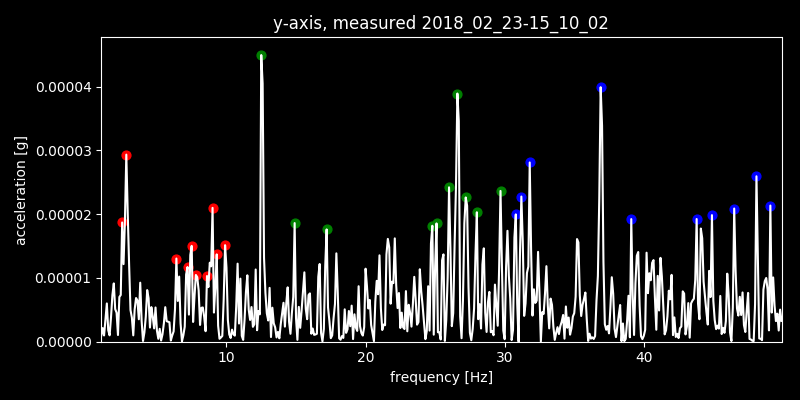 y-axis, measured 2018_02_23-15_10_02
acceleration [g]
0.00004
0.00003
0.00002
0.00001
0.00000
10 20 30 40
frequency [Hz]